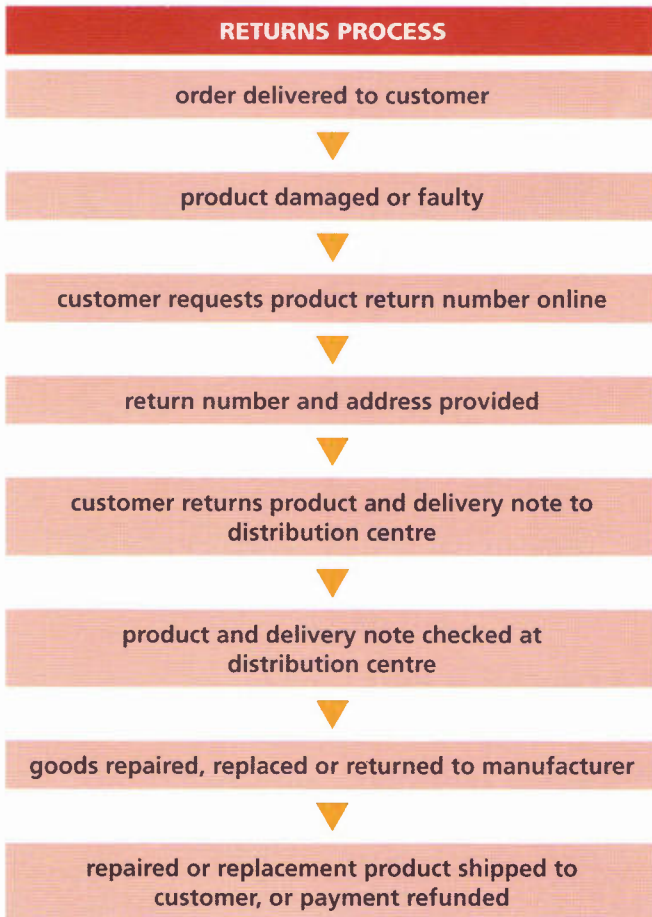 RETURNS PROCESS
order delivered to customer
product damaged or faulty
customer requests product return number online
return number and address provided
customer returns product and delivery note to
distribution centre
product and delivery note checked at
distribution centre
goods repaired, replaced or returned to manufacturer
repaired or replacement product shipped to
customer, or payment refunded